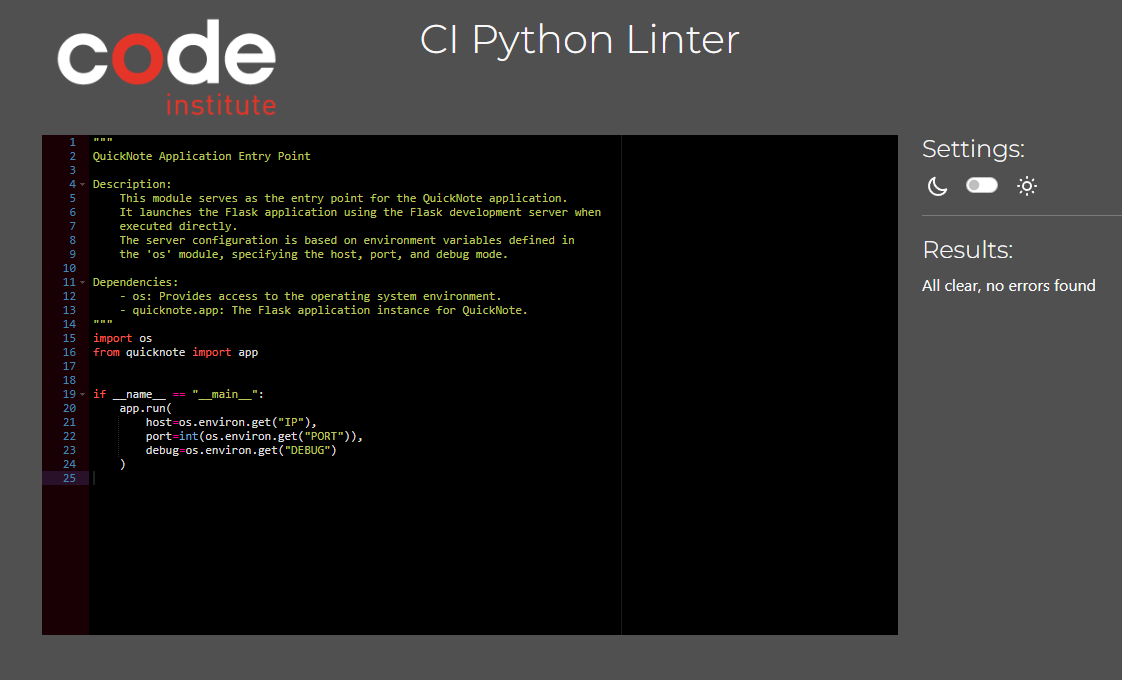 code
institute
CI Python Linter
1 """
2 QuickNote Application Entry Point
3
4 Description:
5     This module serves as the entry point for the QuickNote application.
6     It launches the Flask application using the Flask development server when
7     executed directly.
8     The server configuration is based on environment variables defined in
9     the 'os' module, specifying the host, port, and debug mode.
10
11 Dependencies:
12     - os: Provides access to the operating system environment.
13     - quicknote.app: The Flask application instance for QuickNote.
14 """
15 import os
16 from quicknote import app
17
18
19 if __name__ == "__main__":
20     app.run(
21         host=os.environ.get("IP"),
22         port=int(os.environ.get("PORT")),
23         debug=os.environ.get("DEBUG")
24     )
25
Settings:
Results:
All clear, no errors found